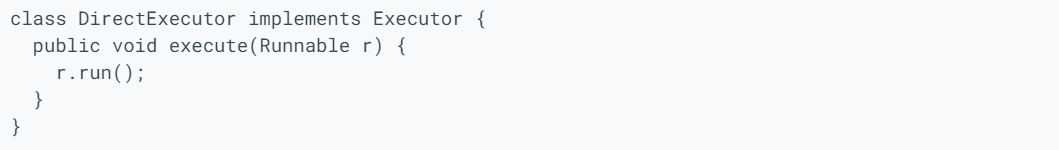 class DirectExecutor implements Executor {
  public void execute(Runnable r) {
    r.run();
  }
}